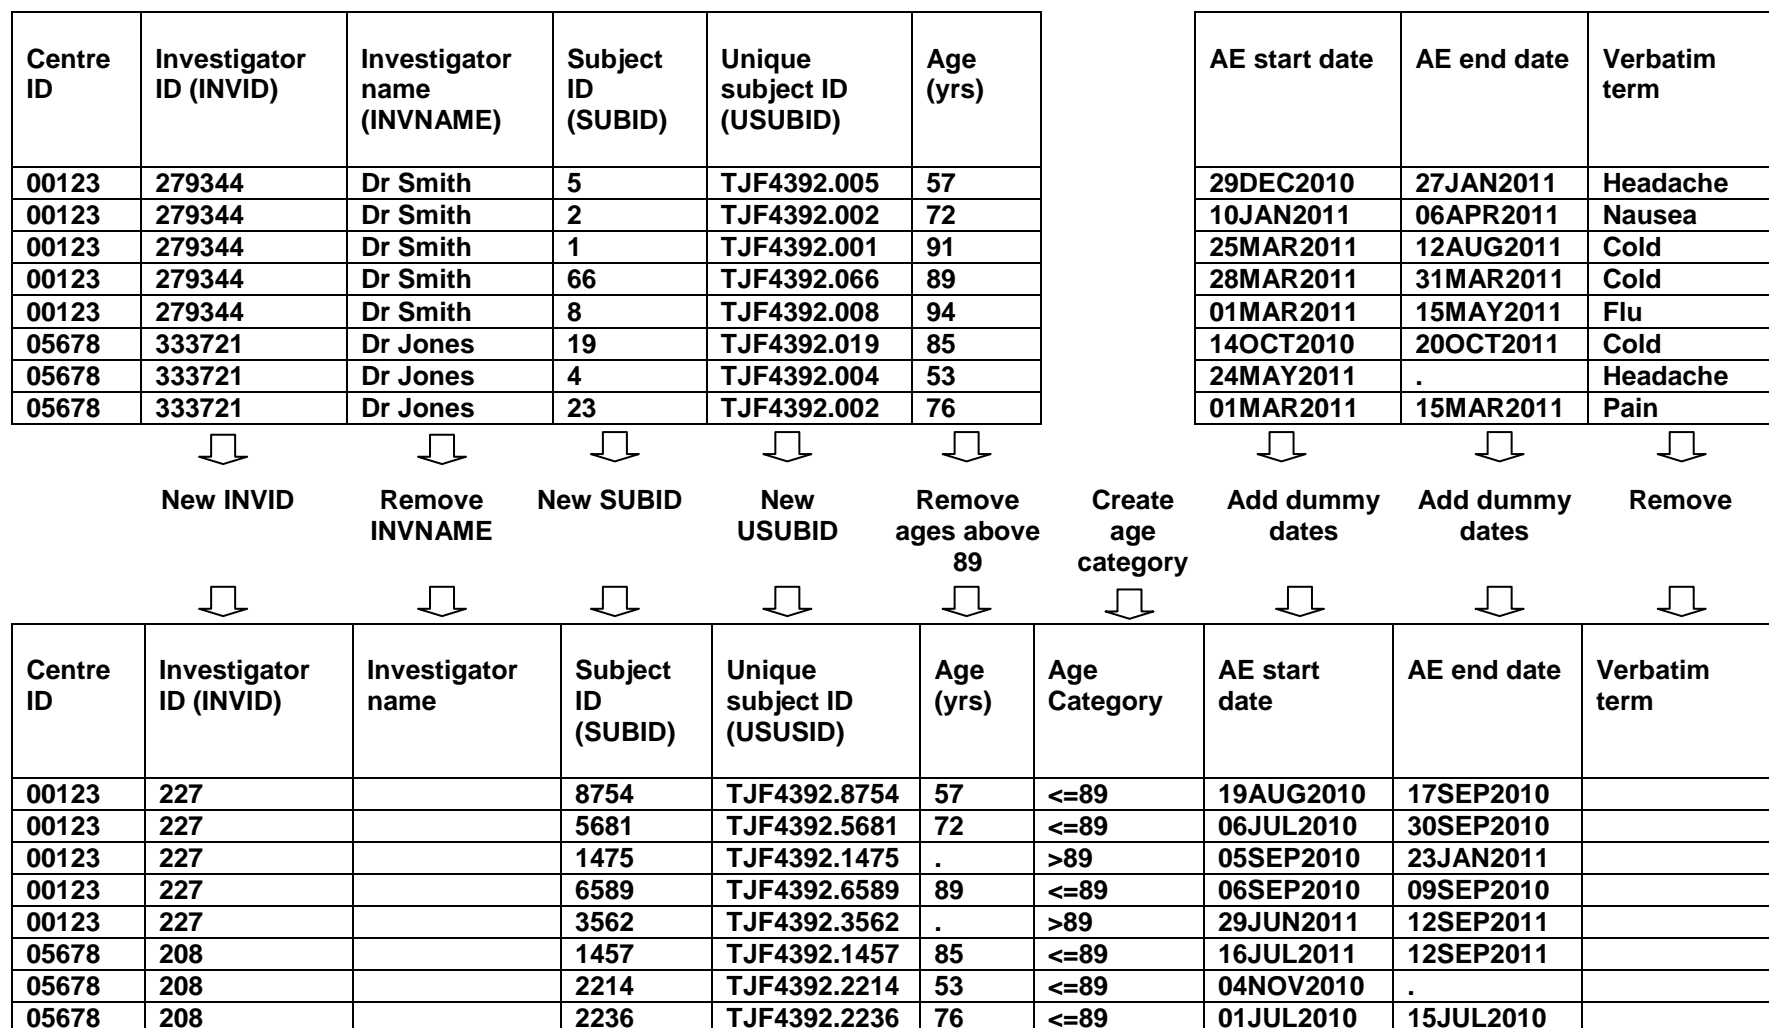 Centre ID Investigator ID (INVID) Investigator name (INVNAME) Subject ID (SUBID) Unique subject ID (USUBID) Age (yrs) AE start date AE end date Verbatim term
00123 279344 Dr Smith 5 TJF4392.005 57 29DEC2010 27JAN2011 Headache
00123 279344 Dr Smith 2 TJF4392.002 72 10JAN2011 06APR2011 Nausea
00123 279344 Dr Smith 1 TJF4392.001 91 25MAR2011 12AUG2011 Cold
00123 279344 Dr Smith 66 TJF4392.066 89 28MAR2011 31MAR2011 Cold
00123 279344 Dr Smith 8 TJF4392.008 94 01MAR2011 15MAY2011 Flu
05678 333721 Dr Jones 19 TJF4392.019 85 14OCT2010 20OCT2011 Cold
05678 333721 Dr Jones 4 TJF4392.004 53 24MAY2011 . Headache
05678 333721 Dr Jones 23 TJF4392.002 76 01MAR2011 15MAR2011 Pain
New INVID Remove INVNAME New SUBID New USUBID Remove ages above 89 Create age category Add dummy dates Add dummy dates Remove
Centre ID Investigator ID (INVID) Investigator name Subject ID (SUBID) Unique subject ID (USUSID) Age (yrs) Age Category AE start date AE end date Verbatim term
00123 227 8754 TJF4392.8754 57 <=89 19AUG2010 17SEP2010
00123 227 5681 TJF4392.5681 72 <=89 06JUL2010 30SEP2010
00123 227 1475 TJF4392.1475 . >89 05SEP2010 23JAN2011
00123 227 6589 TJF4392.6589 89 <=89 06SEP2010 09SEP2010
00123 227 3562 TJF4392.3562 . >89 29JUN2011 12SEP2011
05678 208 1457 TJF4392.1457 85 <=89 16JUL2011 12SEP2011
05678 208 2214 TJF4392.2214 53 <=89 04NOV2010 .
05678 208 2236 TJF4392.2236 76 <=89 01JUL2010 15JUL2010